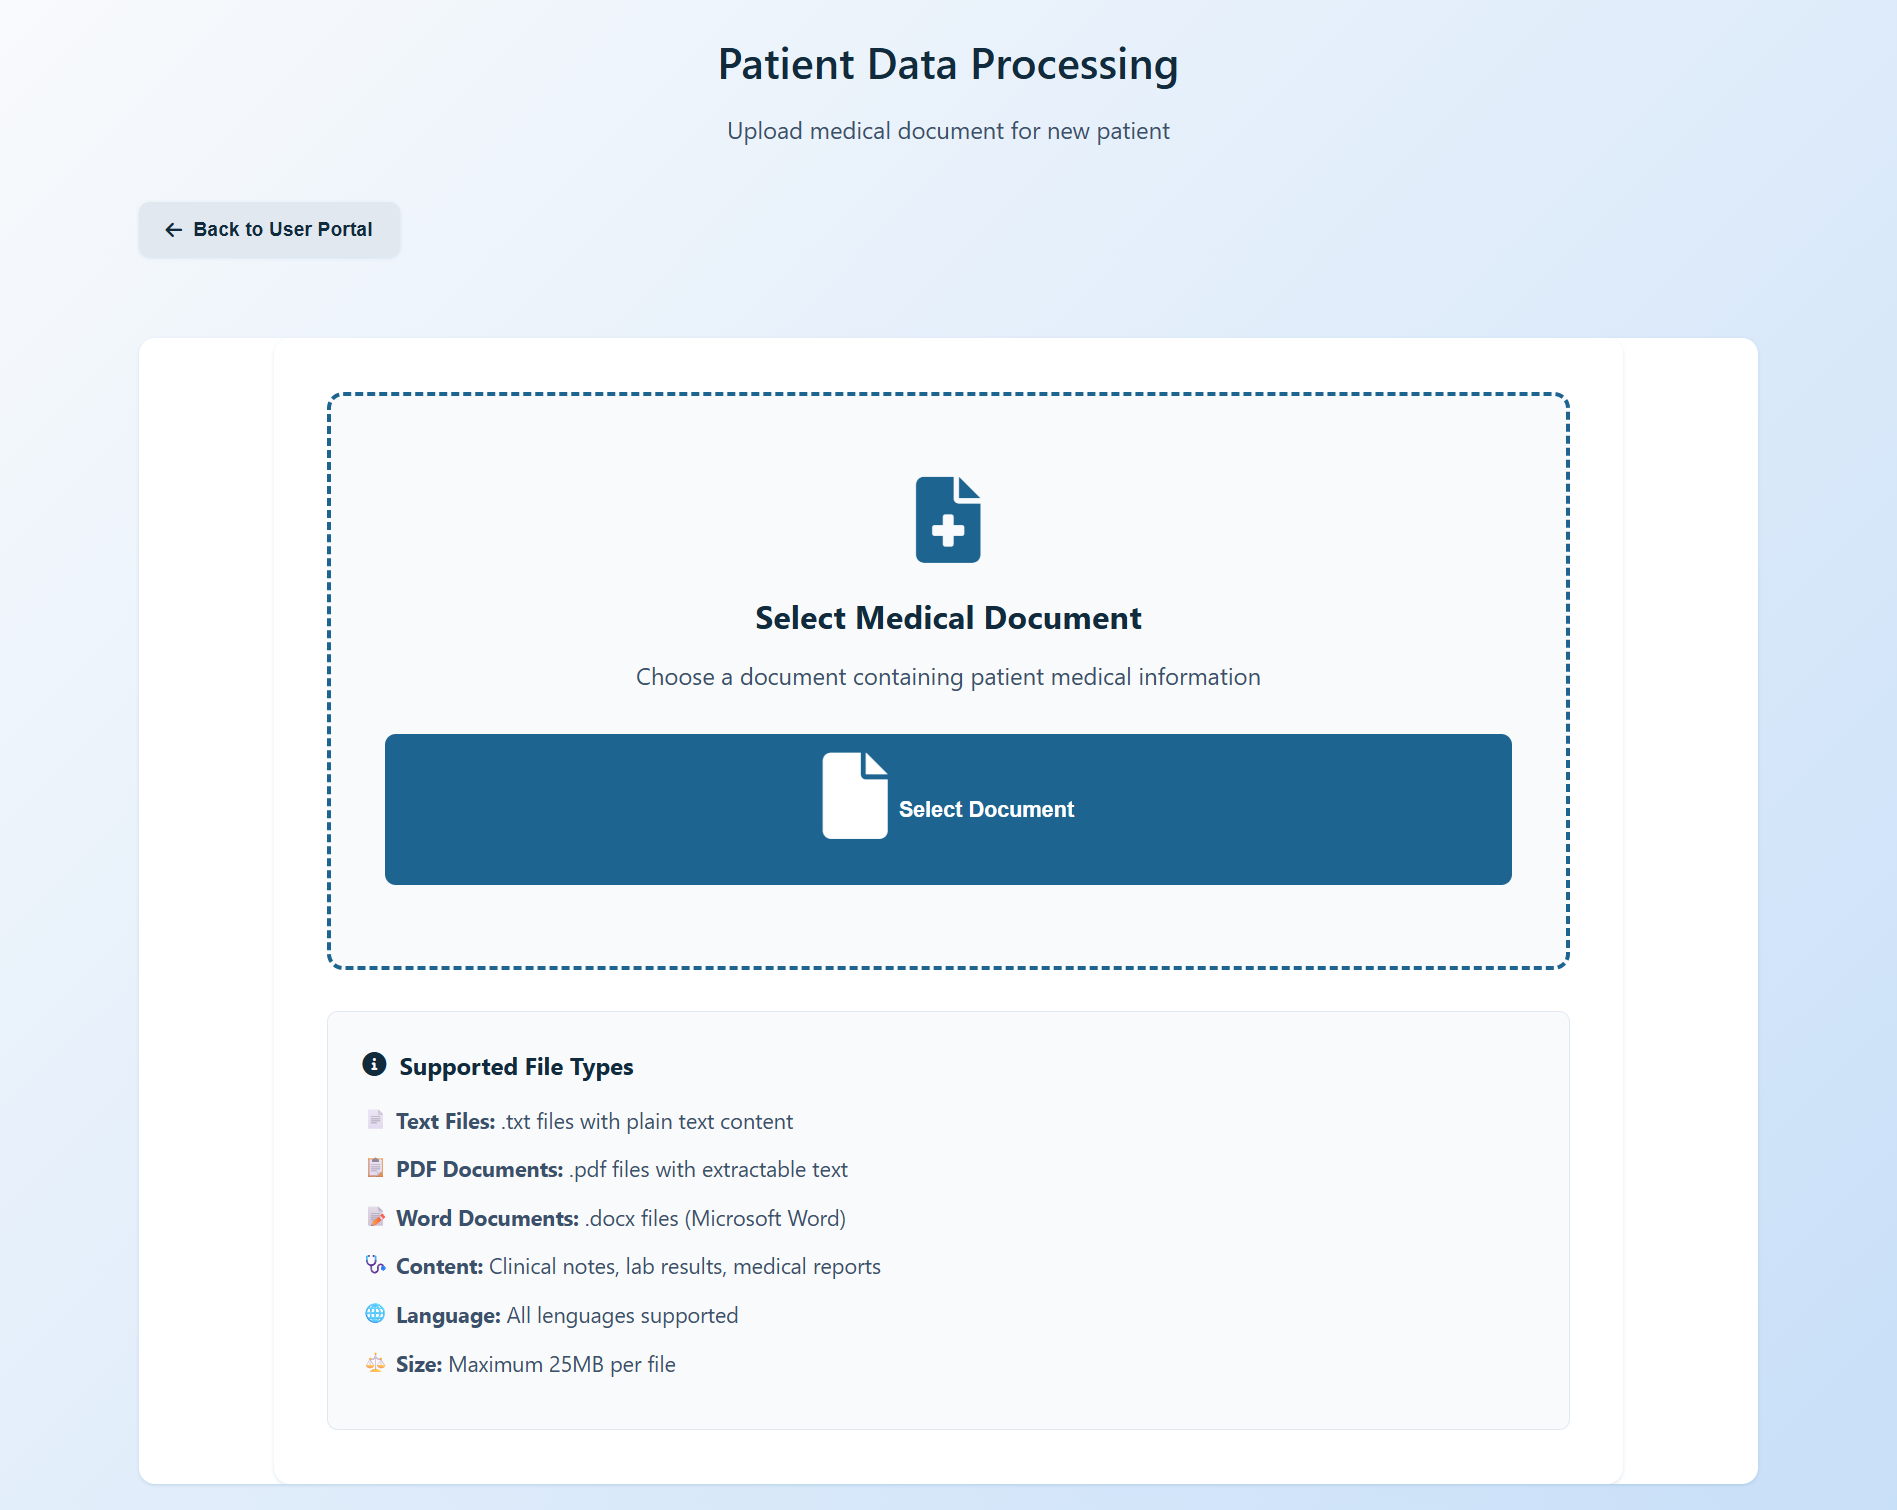 Patient Data Processing
Upload medical document for new patient
Back to User Portal
Select Medical Document
Choose a document containing patient medical information
Select Document
Supported File Types
Text Files: .txt files with plain text content
PDF Documents: .pdf files with extractable text
Word Documents: .docx files (Microsoft Word)
Content: Clinical notes, lab results, medical reports
Language: All lenguages supported
Size: Maximum 25MB per file